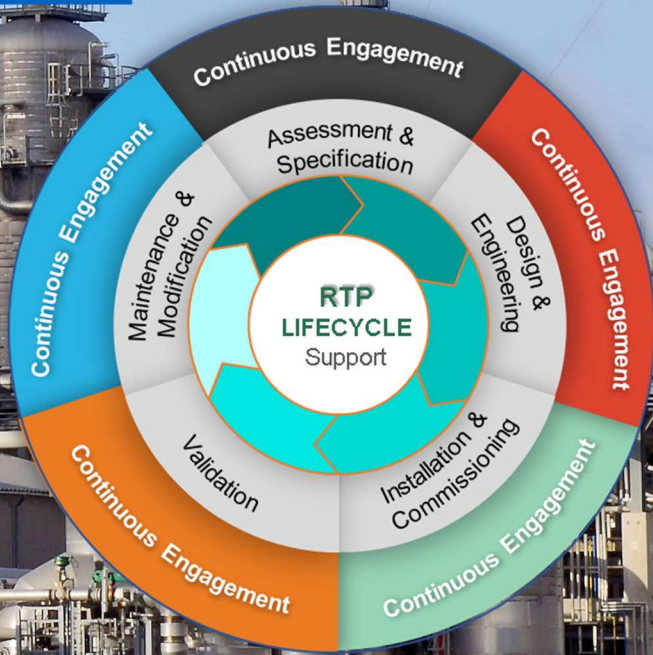 Continuous Engagement
Continuous Engagement
Continuous Engagement
Continuous Engagement
Continuous Engagement
Assessment &
Specification
Design &
Engineering
Installation &
Commissioning
Validation
Maintenance &
Modification
RTP
LIFECYCLE
Support